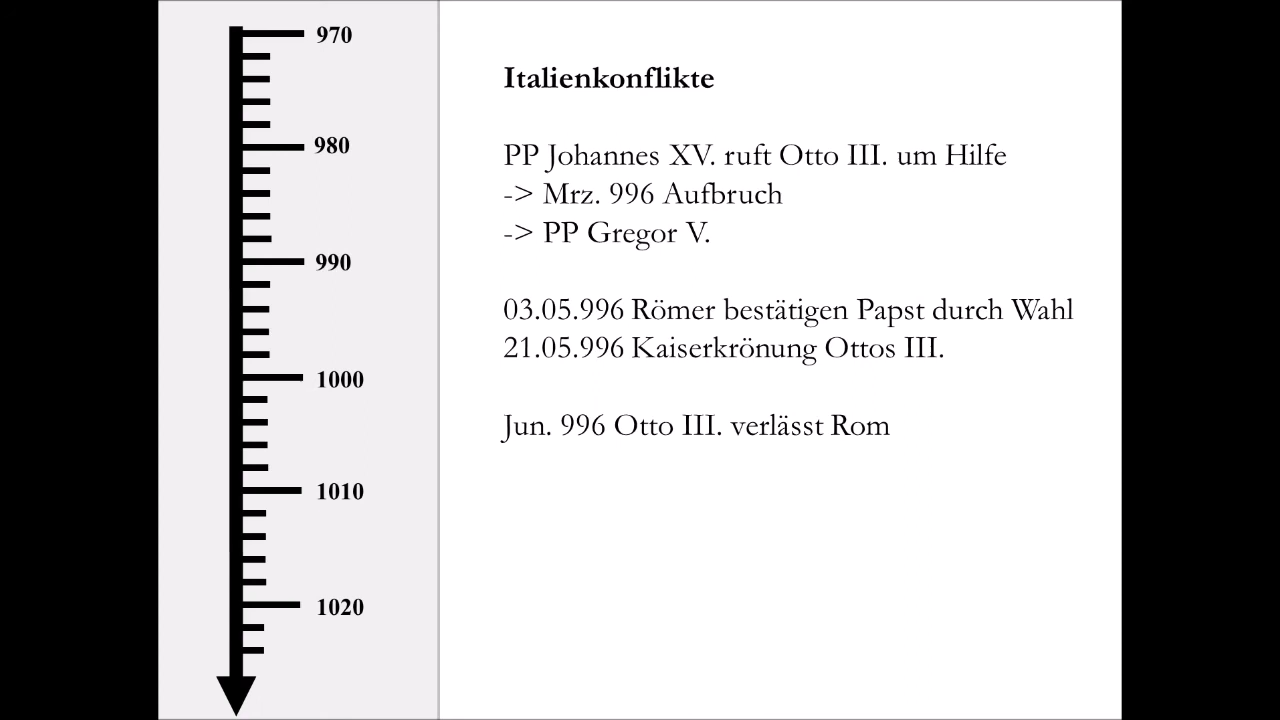 970
980
990
1000
1010
1020
Italienkonflikte
PP Johannes XV. ruft Otto III. um Hilfe
-> Mrz. 996 Aufbruch
-> PP Gregor V.
03.05.996 Römer bestätigen Papst durch Wahl
21.05.996 Kaiserkrönung Ottos III.
Jun. 996 Otto III. verlässt Rom